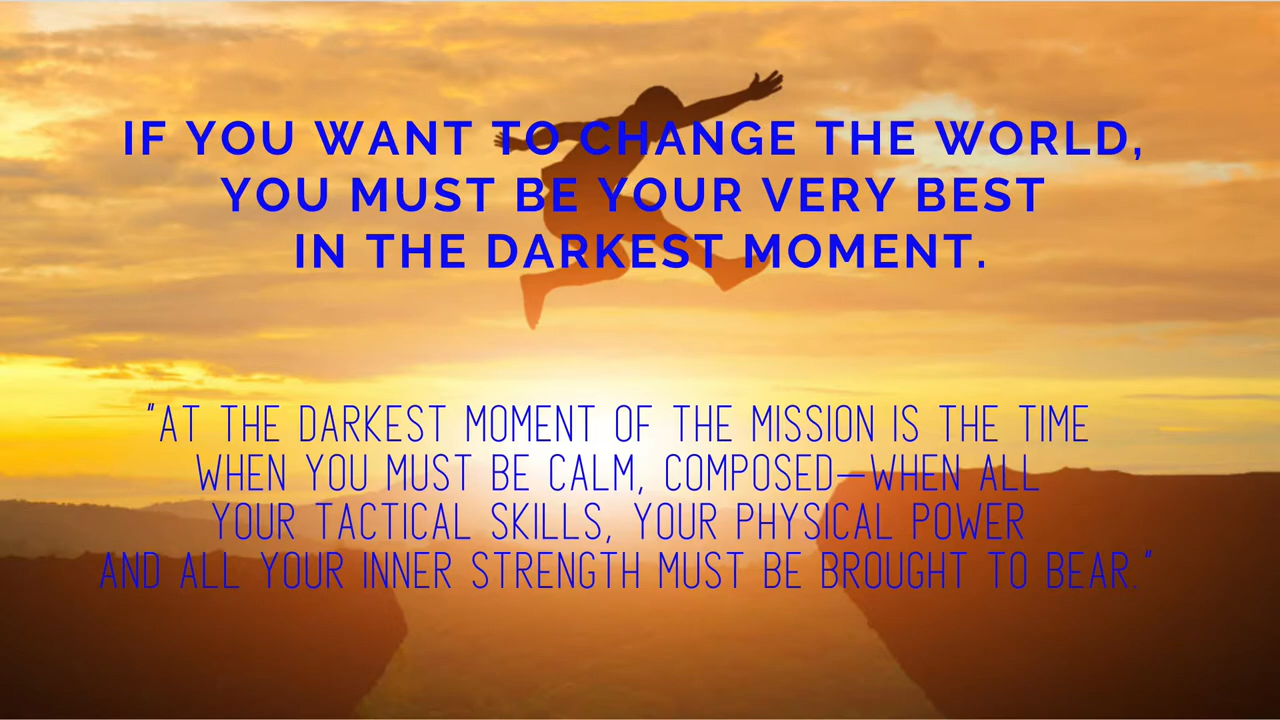 IF YOU WANT TO CHANGE THE WORLD,
YOU MUST BE YOUR VERY BEST
IN THE DARKEST MOMENT.
"AT THE DARKEST MOMENT OF THE MISSION IS THE TIME
WHEN YOU MUST BE CALM, COMPOSED—WHEN ALL
YOUR TACTICAL SKILLS, YOUR PHYSICAL POWER
AND ALL YOUR INNER STRENGTH MUST BE BROUGHT TO BEAR."